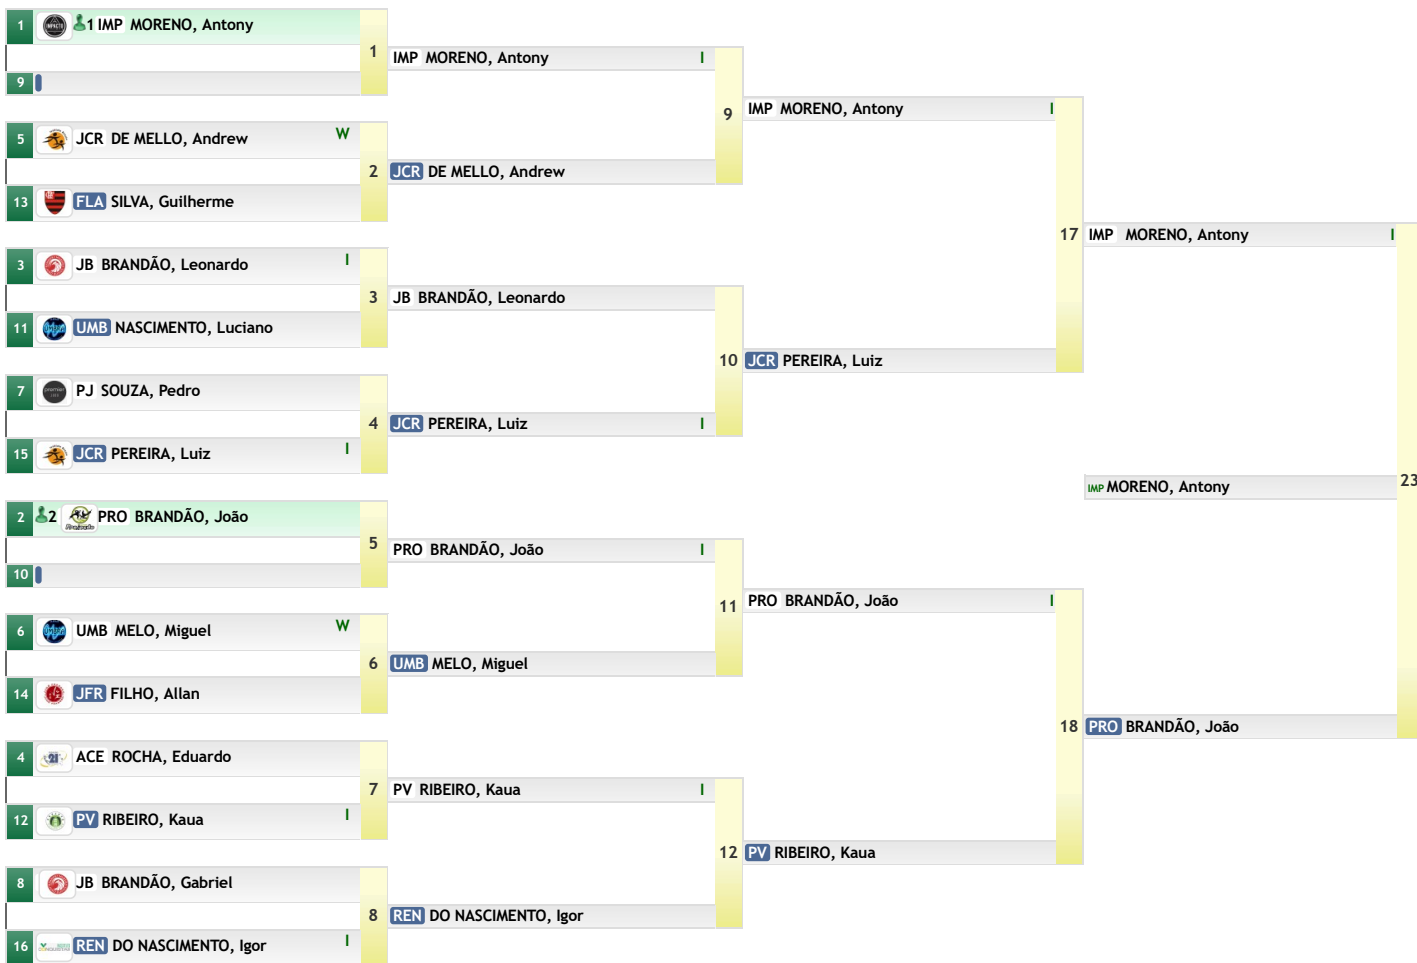 1 IMPACTO 1 IMP MORENO, Antony
1
9
5 JCR DE MELLO, Andrew W
2
13 FLA SILVA, Guilherme
3 JB BRANDÃO, Leonardo I
3
11 UMB NASCIMENTO, Luciano
7 PJ SOUZA, Pedro
4
15 JCR PEREIRA, Luiz I
2 2 PRO BRANDÃO, João
5
10
6 UMB MELO, Miguel W
6
14 JFR FILHO, Allan
4 ACE ROCHA, Eduardo
7
12 PV RIBEIRO, Kaua I
8 JB BRANDÃO, Gabriel
8
16 REN DO NASCIMENTO, Igor I
IMP MORENO, Antony I
9
JCR DE MELLO, Andrew
JB BRANDÃO, Leonardo
10
JCR PEREIRA, Luiz I
PRO BRANDÃO, João I
11
UMB MELO, Miguel
PV RIBEIRO, Kaua I
12
REN DO NASCIMENTO, Igor
IMP MORENO, Antony I
17
JCR PEREIRA, Luiz
PRO BRANDÃO, João I
18
PV RIBEIRO, Kaua
IMP MORENO, Antony I
IMP MORENO, Antony
23
PRO BRANDÃO, João